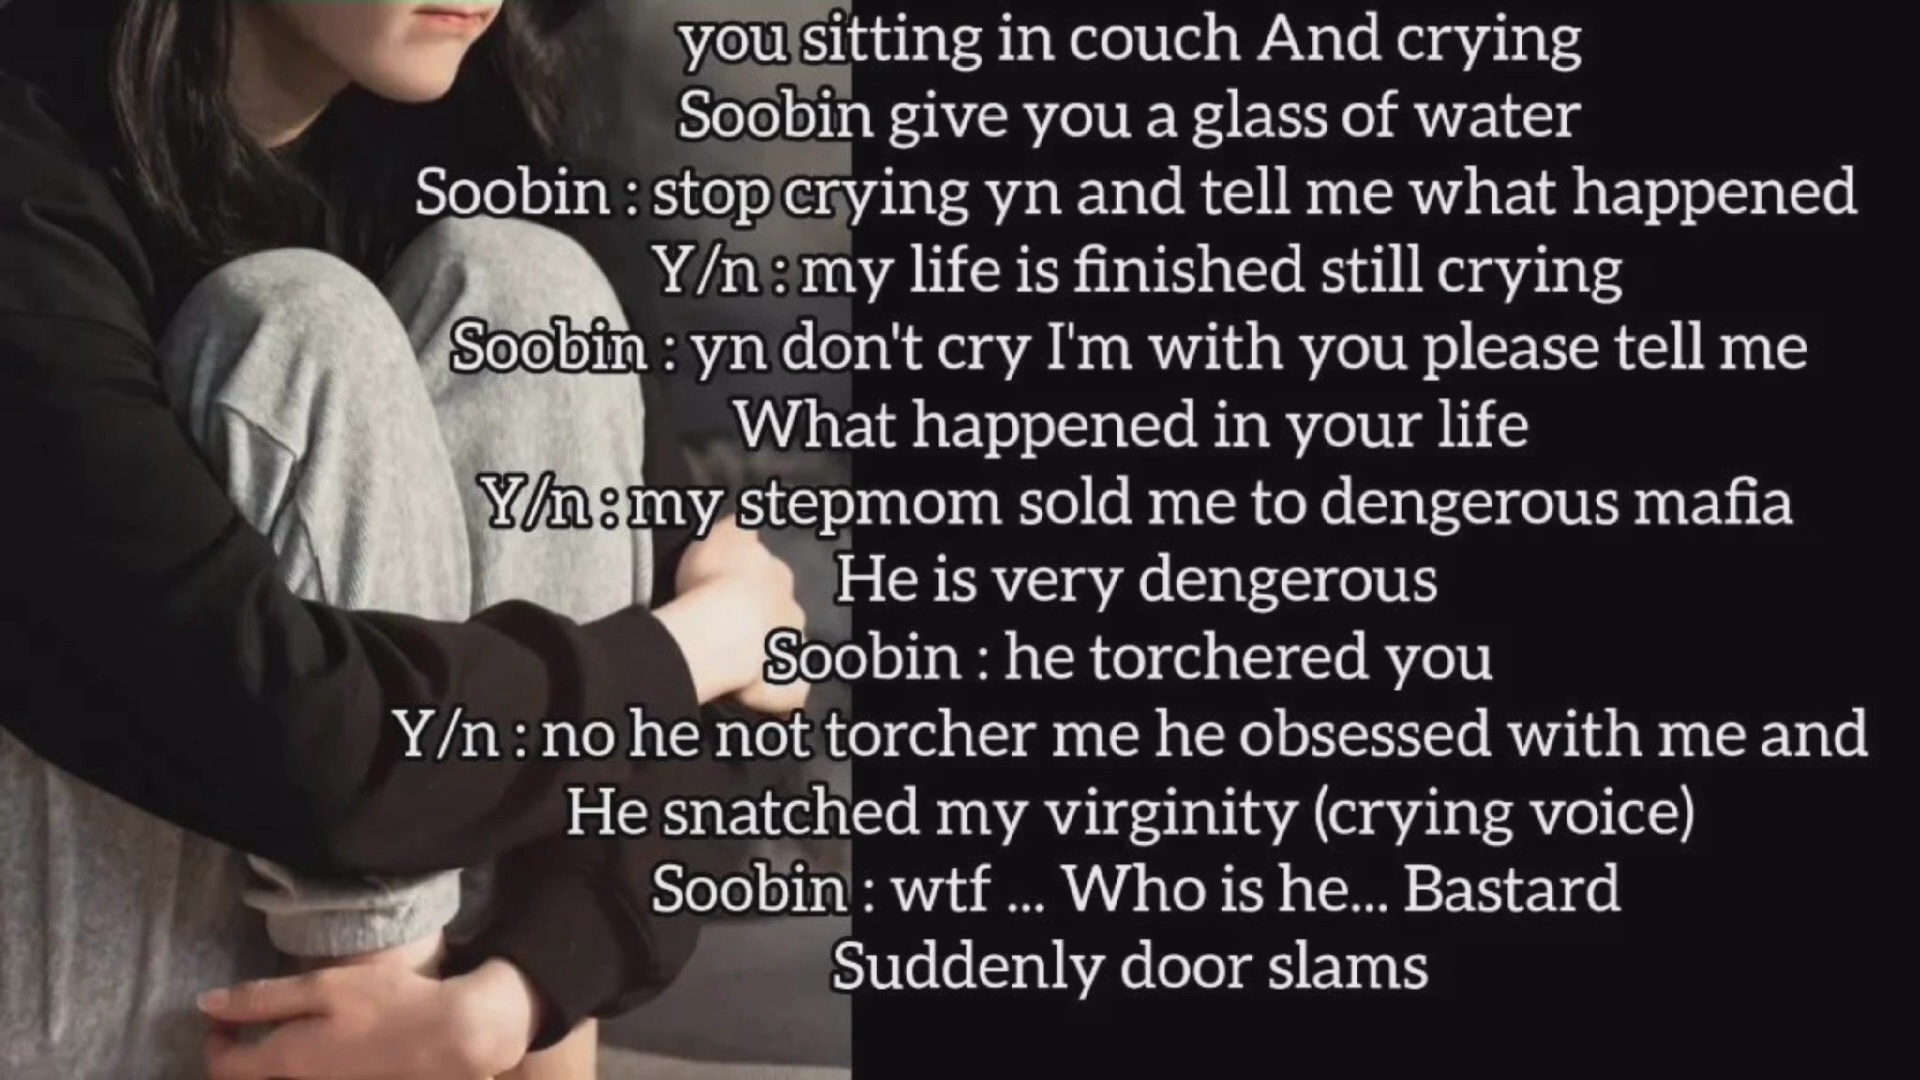 you sitting in couch And crying
Soobin give you a glass of water
Soobin : stop crying yn and tell me what happened
Y/n : my life is finished still crying
Soobin : yn don't cry I'm with you please tell me
What happened in your life
Y/n : my stepmom sold me to dengerous mafia
He is very dengerous
Soobin : he torchered you
Y/n : no he not torcher me he obsessed with me and
He snatched my virginity (crying voice)
Soobin : wtf ... Who is he... Bastard
Suddenly door slams